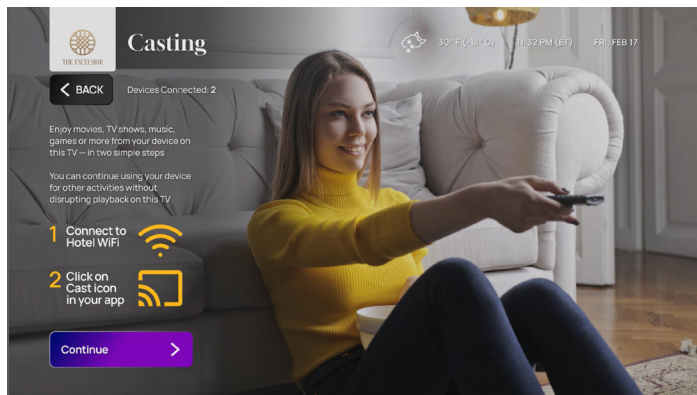 THE EXCELSIOR
Casting
30° F (-1.1° C)
11:32 PM (ET)
FRI, FEB 17
BACK
Devices Connected: 2
Enjoy movies, TV shows, music,
games or more from your device on
this TV — in two simple steps
You can continue using your device
for other activities without
disrupting playback on this TV
1 Connect to
Hotel WiFi
2 Click on
Cast icon
in your app
Continue